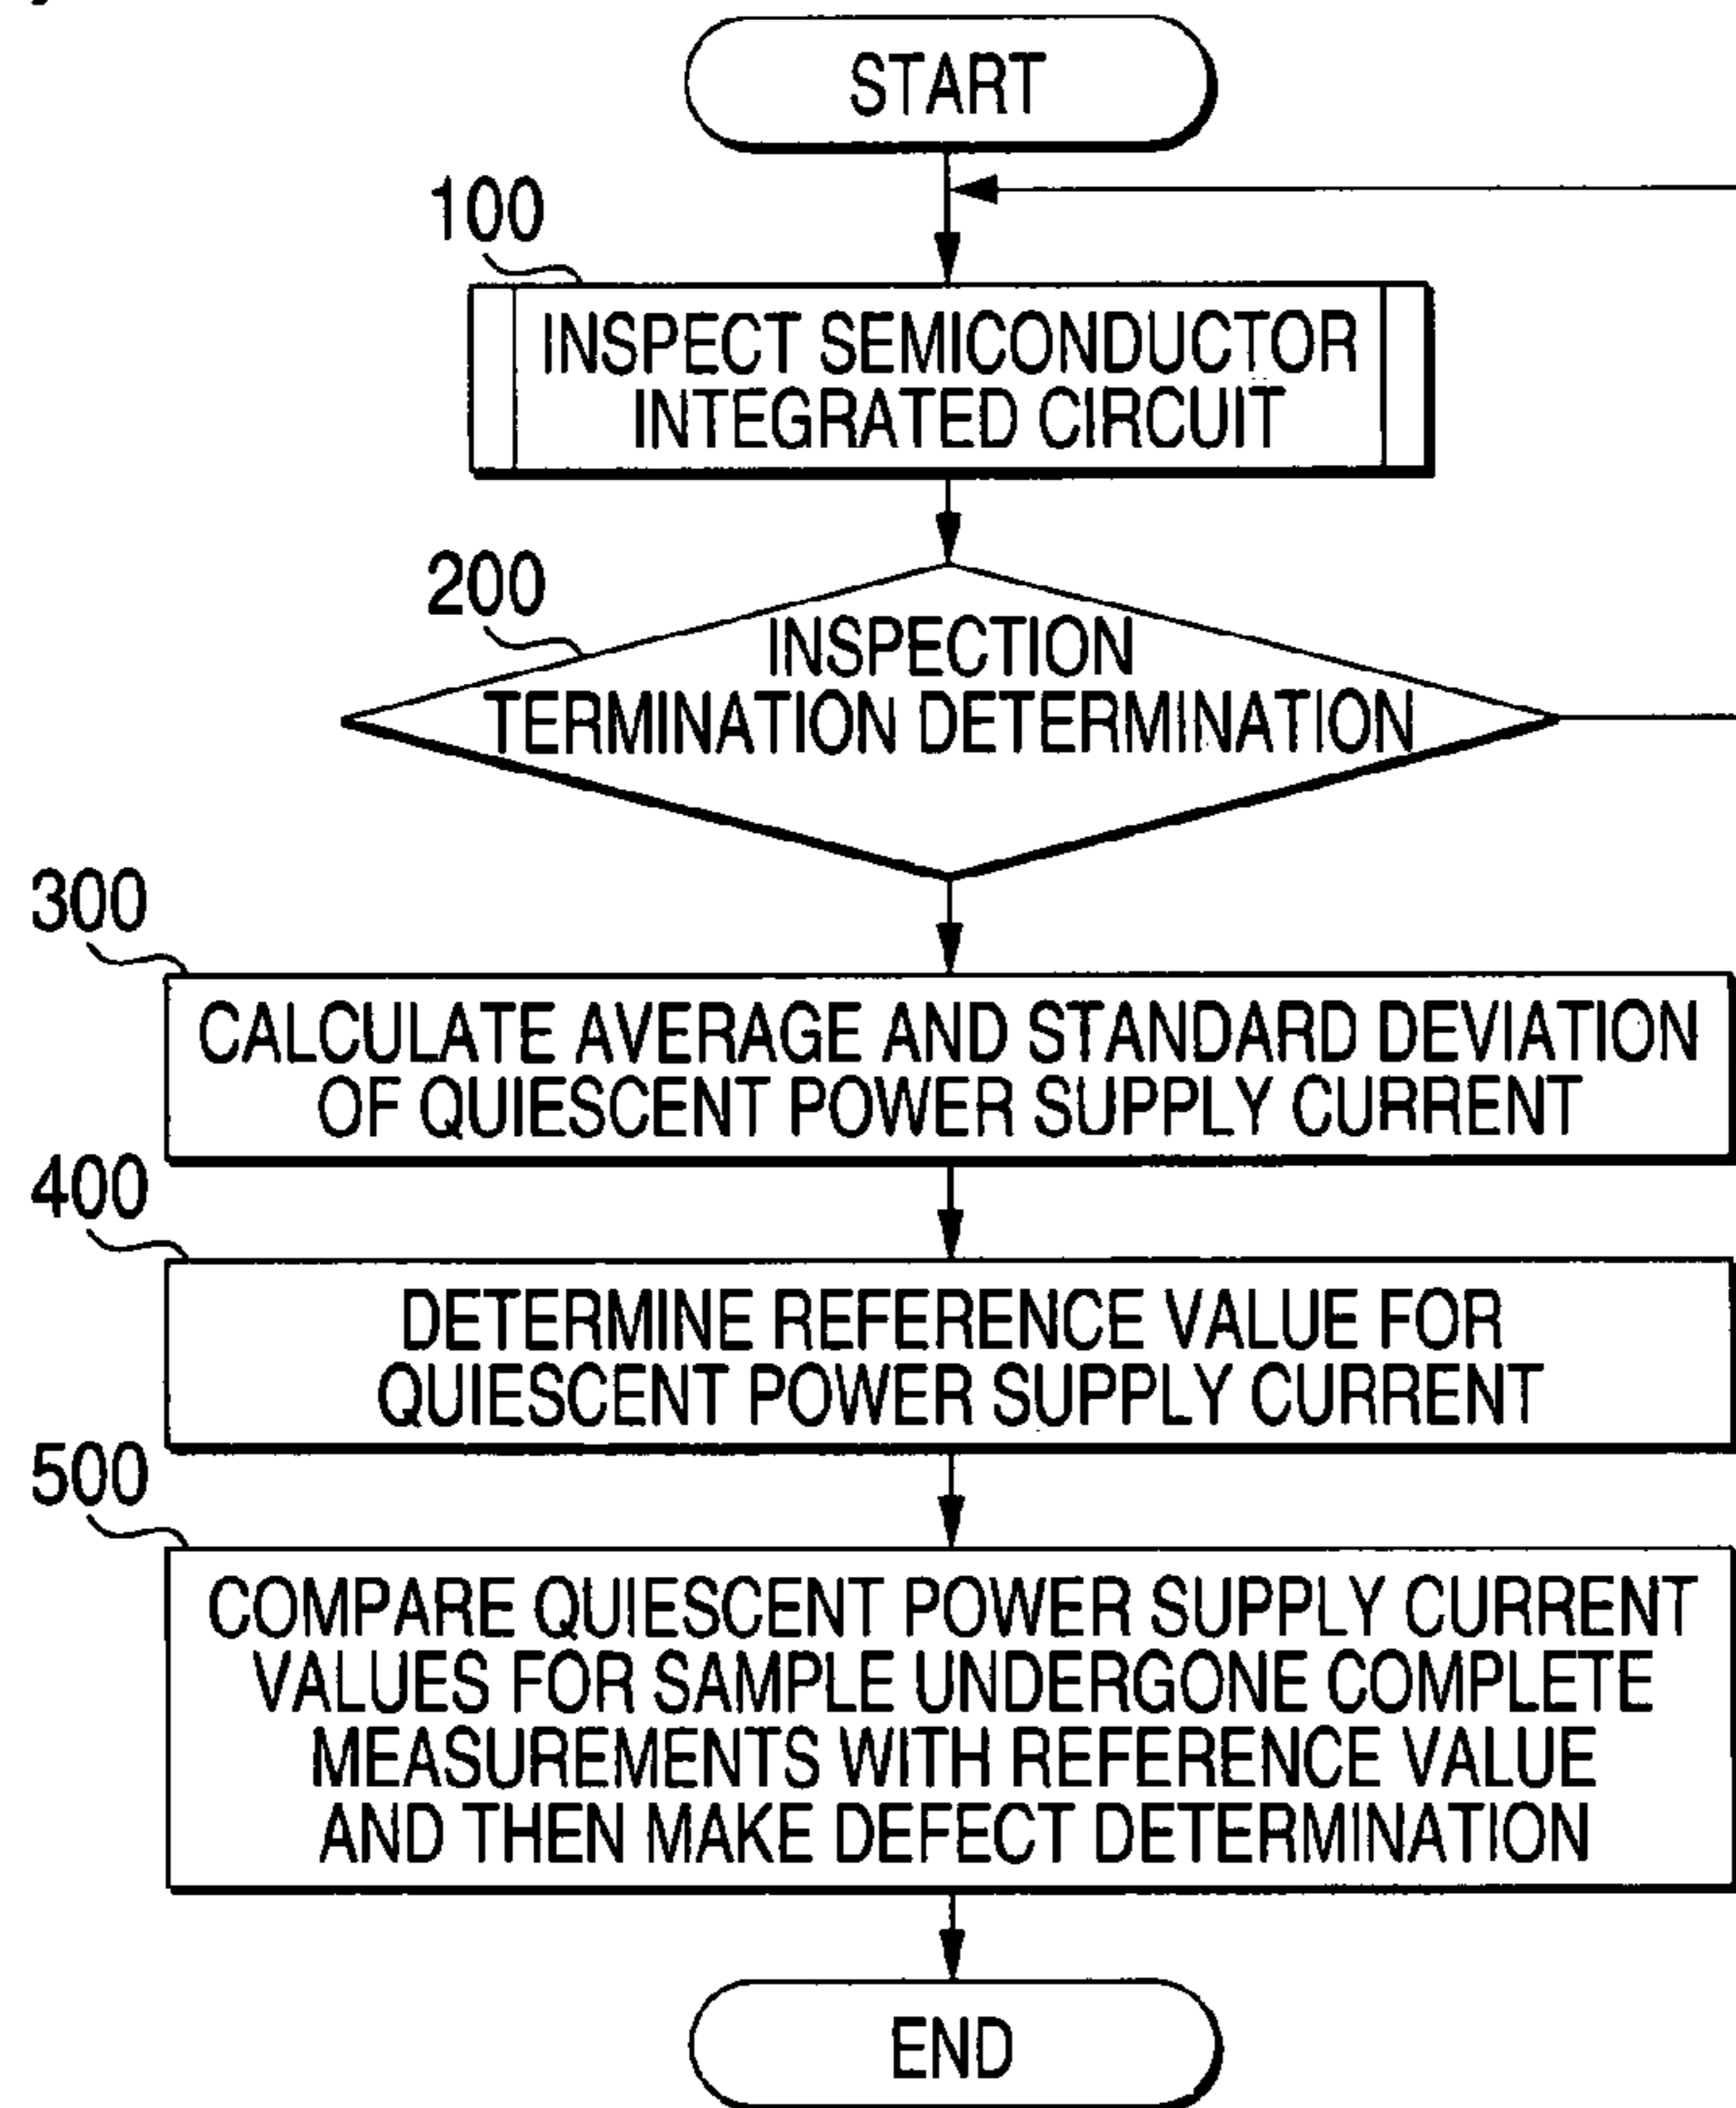 START
100
INSPECT SEMICONDUCTOR
INTEGRATED CIRCUIT
200
INSPECTION
TERMINATION DETERMINATION
300
CALCULATE AVERAGE AND STANDARD DEVIATION
OF QUIESCENT POWER SUPPLY CURRENT
400
DETERMINE REFERENCE VALUE FOR
QUIESCENT POWER SUPPLY CURRENT
500
COMPARE QUIESCENT POWER SUPPLY CURRENT
VALUES FOR SAMPLE UNDERGONE COMPLETE
MEASUREMENTS WITH REFERENCE VALUE
AND THEN MAKE DEFECT DETERMINATION
END